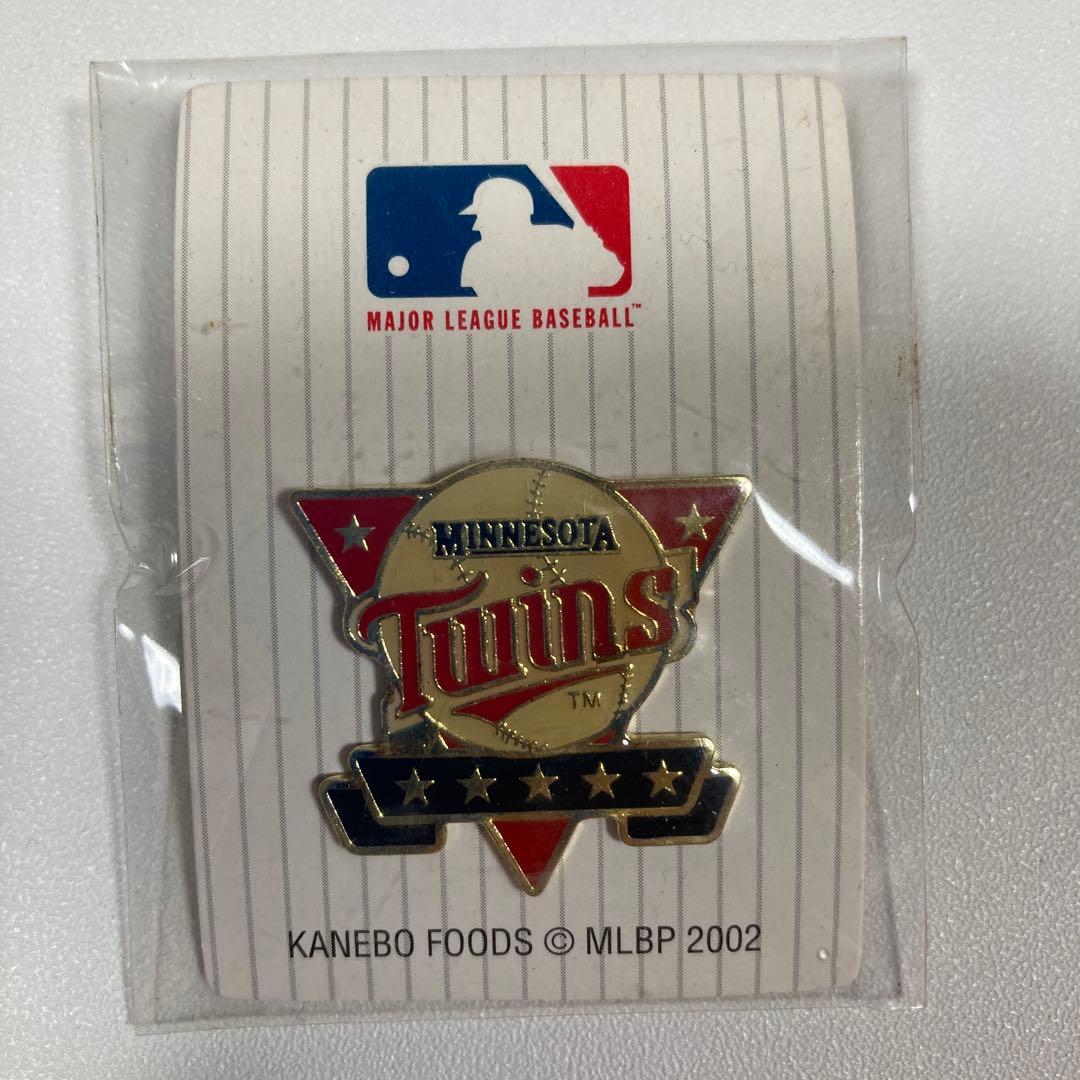 MAJOR LEAGUE BASEBALL™
MINNESOTA
Twins
TM
KANEBO FOODS © MLBP 2002